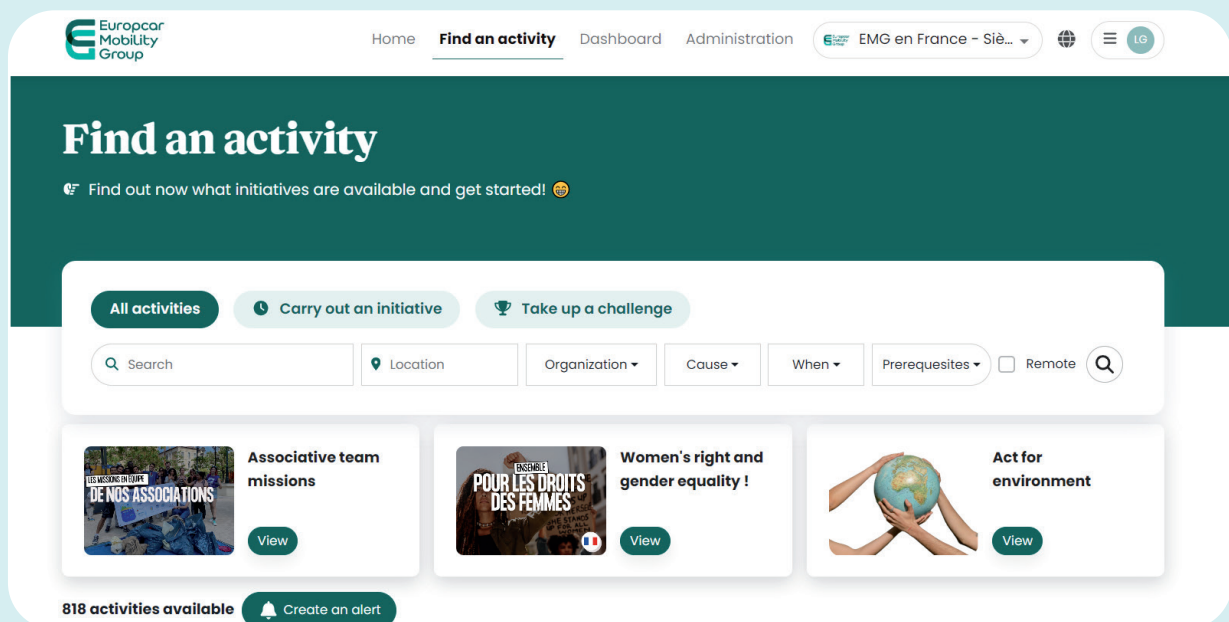 Europcar
Mobility
Group
Home Find an activity Dashboard Administration EMG en France - Siè... LG
Find an activity
Find out now what initiatives are available and get started! 😁
All activities Carry out an initiative Take up a challenge
Search Location Organization Cause When Prerequesites Remote
LES MISSIONS EN ÉQUIPE
DE NOS ASSOCIATIONS
Associative team
missions
View
ENSEMBLE
POUR LES DROITS
DES FEMMES
Women's right and
gender equality !
View
Act for
environment
View
818 activities available Create an alert